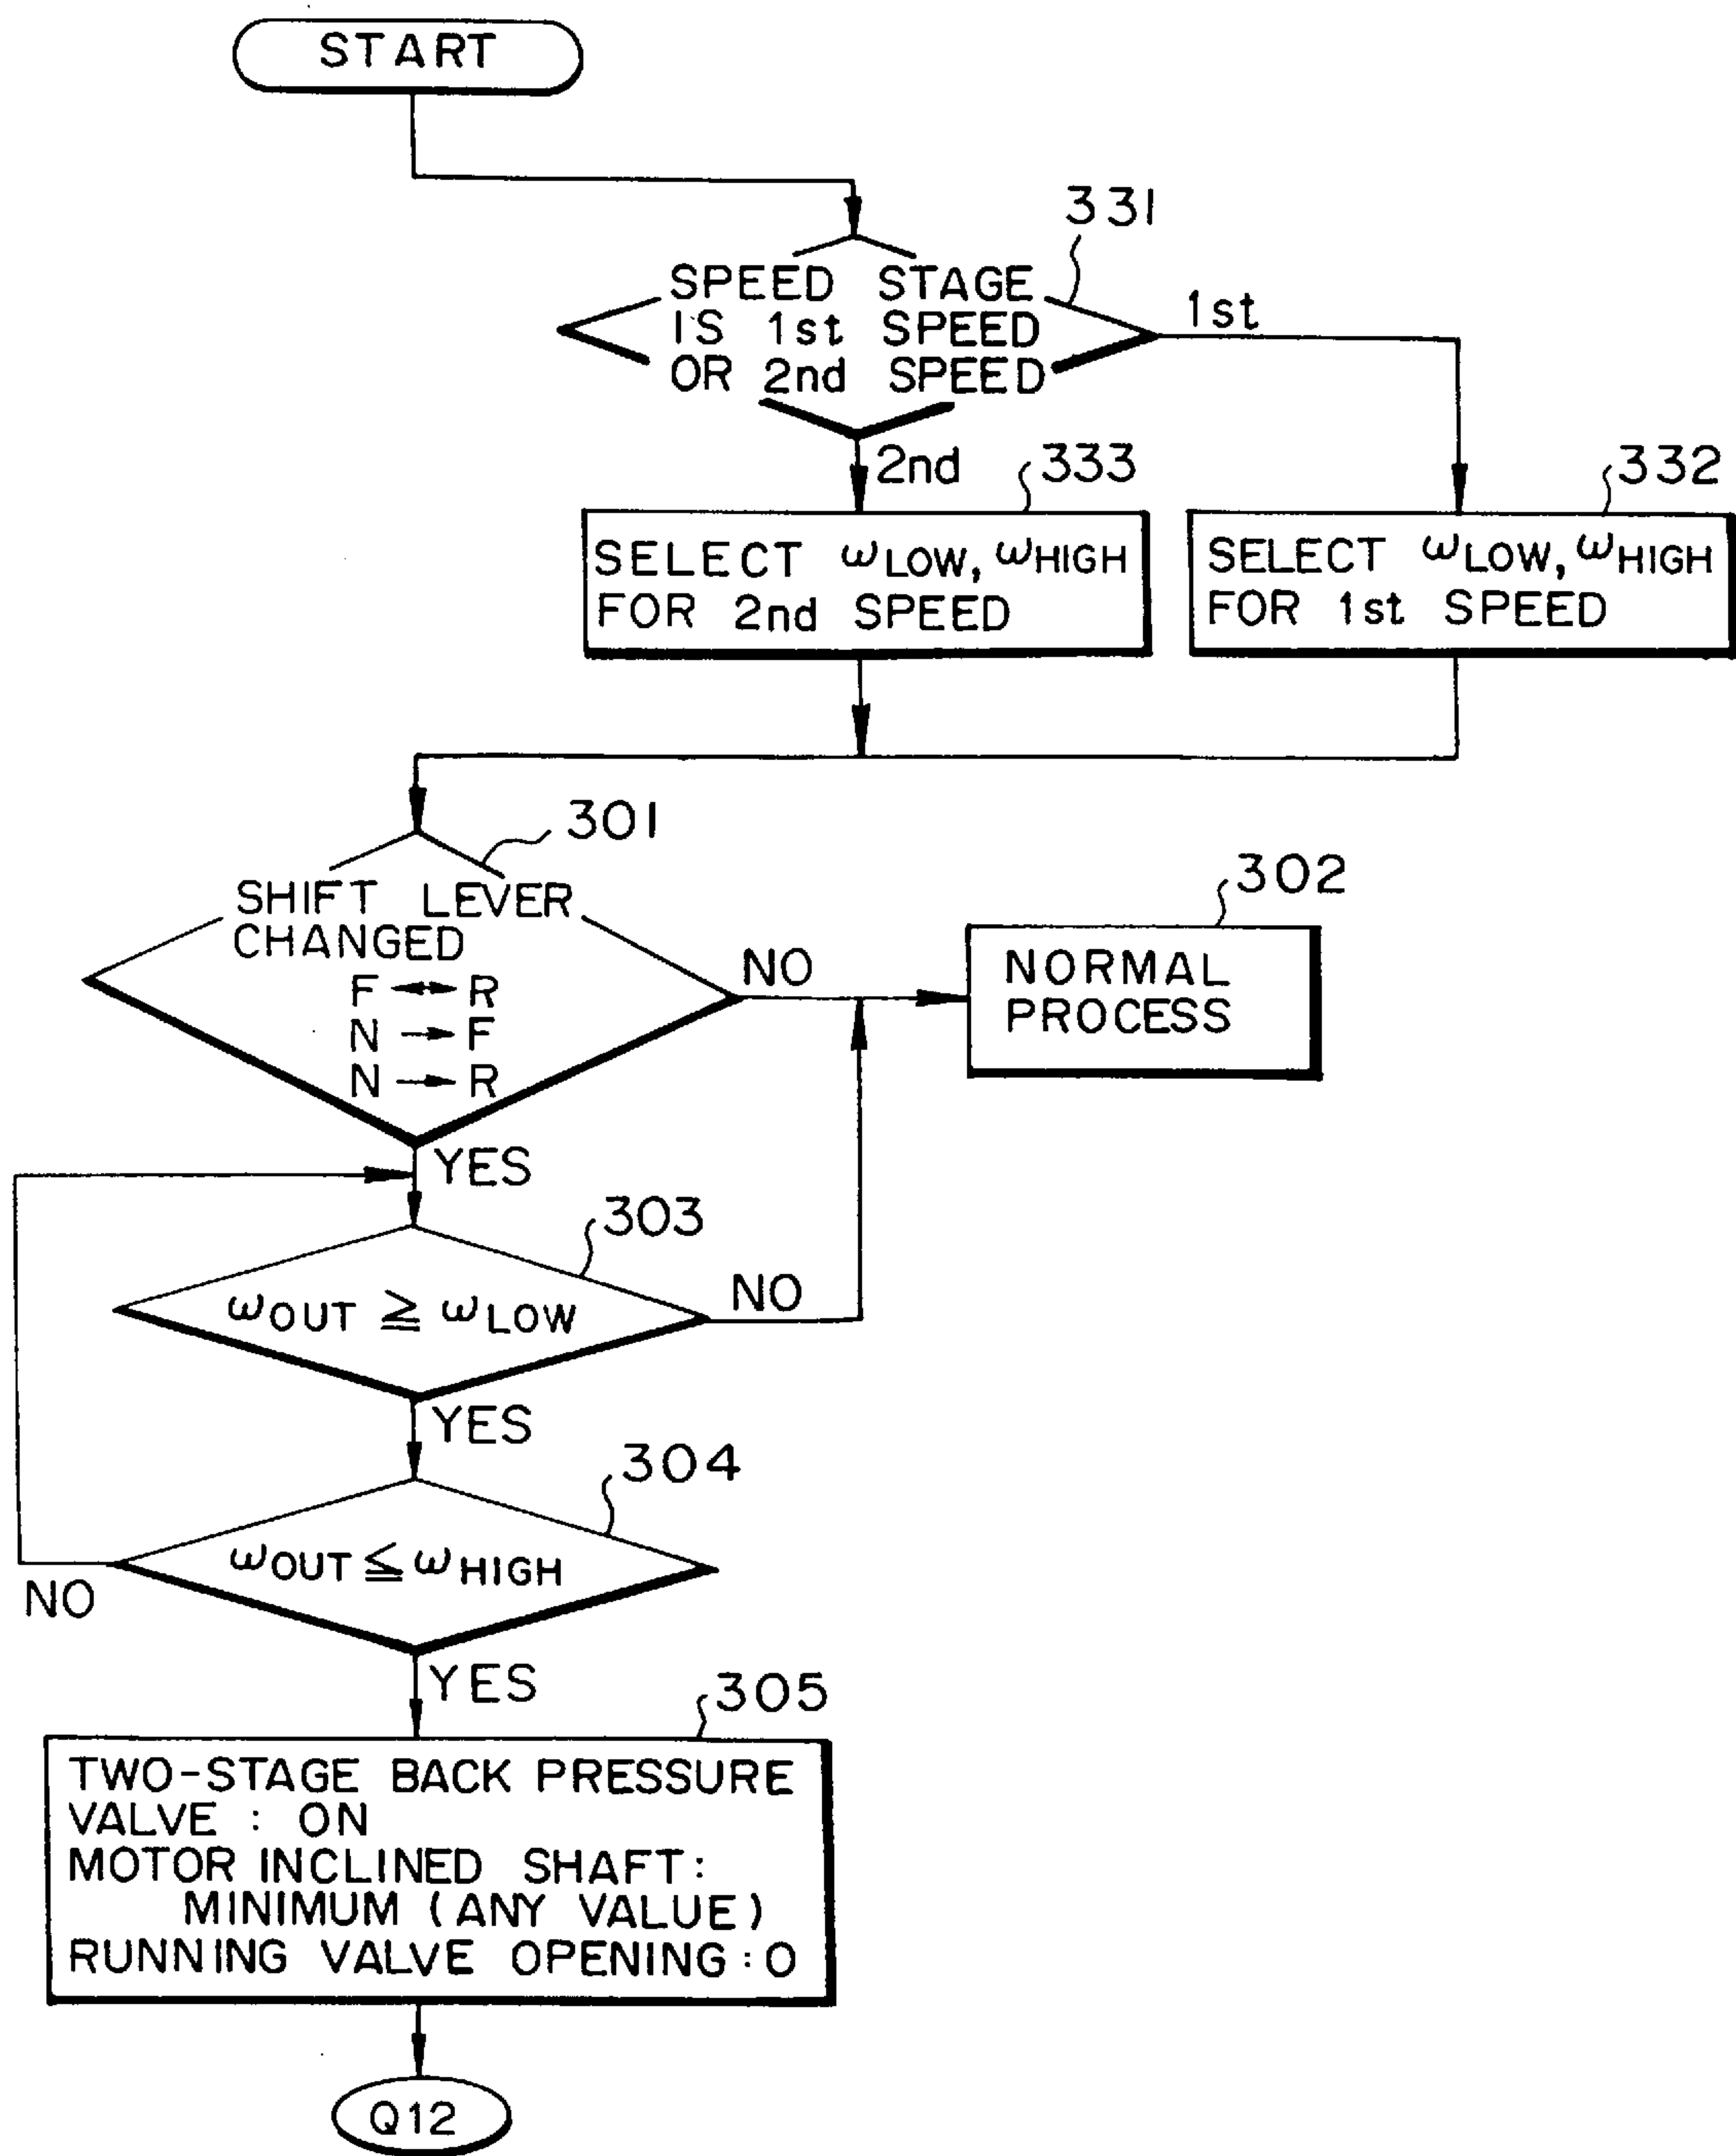 START
331
SPEED STAGE
IS 1st SPEED
OR 2nd SPEED
1st
2nd
333
332
SELECT ωLOW, ωHIGH
FOR 2nd SPEED
SELECT ωLOW, ωHIGH
FOR 1st SPEED
301
SHIFT LEVER
CHANGED
F ↔ R
N → F
N → R
NO
302
NORMAL
PROCESS
YES
303
ωOUT ≧ ωLOW
NO
YES
304
ωOUT ≦ ωHIGH
NO
YES
305
TWO-STAGE BACK PRESSURE
VALVE : ON
MOTOR INCLINED SHAFT:
MINIMUM (ANY VALUE)
RUNNING VALVE OPENING : 0
Q12